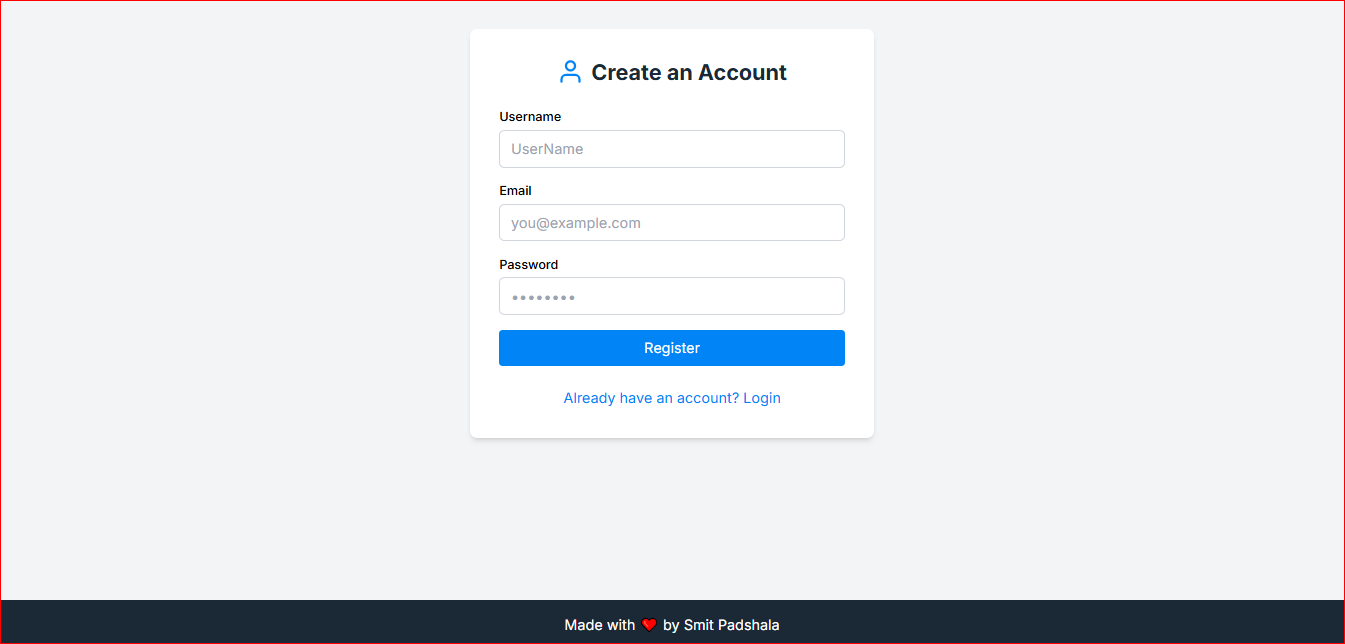 Create an Account
Username
UserName
Email
you@example.com
Password
••••••••
Register
Already have an account? Login
Made with ❤️ by Smit Padshala